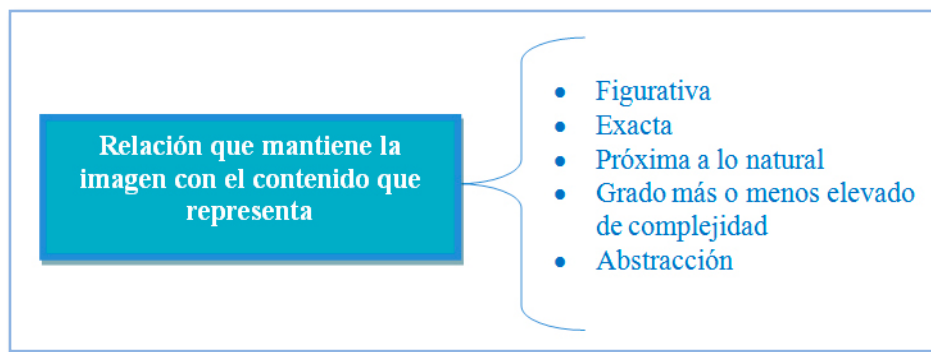 Relación que mantiene la
imagen con el contenido que
representa
• Figurativa
• Exacta
• Próxima a lo natural
• Grado más o menos elevado
de complejidad
• Abstracción